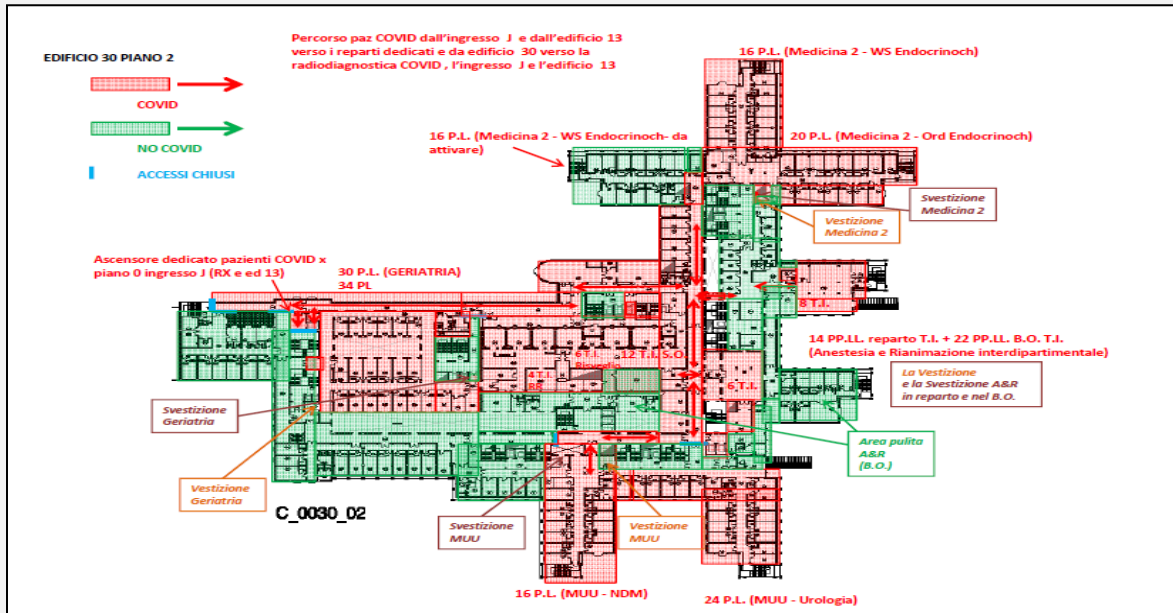 Percorso paz COVID dall'ingresso J e dall'edificio 13
verso i reparti dedicati e da edificio 30 verso la
radiodiagnostica COVID , l'ingresso J e l'edificio 13
EDIFICIO 30 PIANO 2
COVID
NO COVID
ACCESSI CHIUSI
16 P.L. (Medicina 2 - WS Endocrinoch)
16 P.L. (Medicina 2 - WS Endocrinoch- da
attivare)
20 P.L. (Medicina 2 - Ord Endocrinoch)
Svestizione
Medicina 2
Vestizione
Medicina 2
Ascensore dedicato pazienti COVID x
piano 0 ingresso J (RX e ed 13)
30 P.L. (GERIATRIA)
34 PL
8 T.I.
6 T.I.
Risveglio
12 T.I. S.O.
4 T.I
RR
6 T.I.
14 PP.LL. reparto T.I. + 22 PP.LL. B.O. T.I.
(Anestesia e Rianimazione interdipartimentale)
La Vestizione
e la Svestizione A&R
in reparto e nel B.O.
Svestizione
Geriatria
Area pulita
A&R
(B.O.)
Vestizione
Geriatria
C_0030_02
Svestizione
MUU
Vestizione
MUU
16 P.L. (MUU - NDM)
24 P.L. (MUU - Urologia)